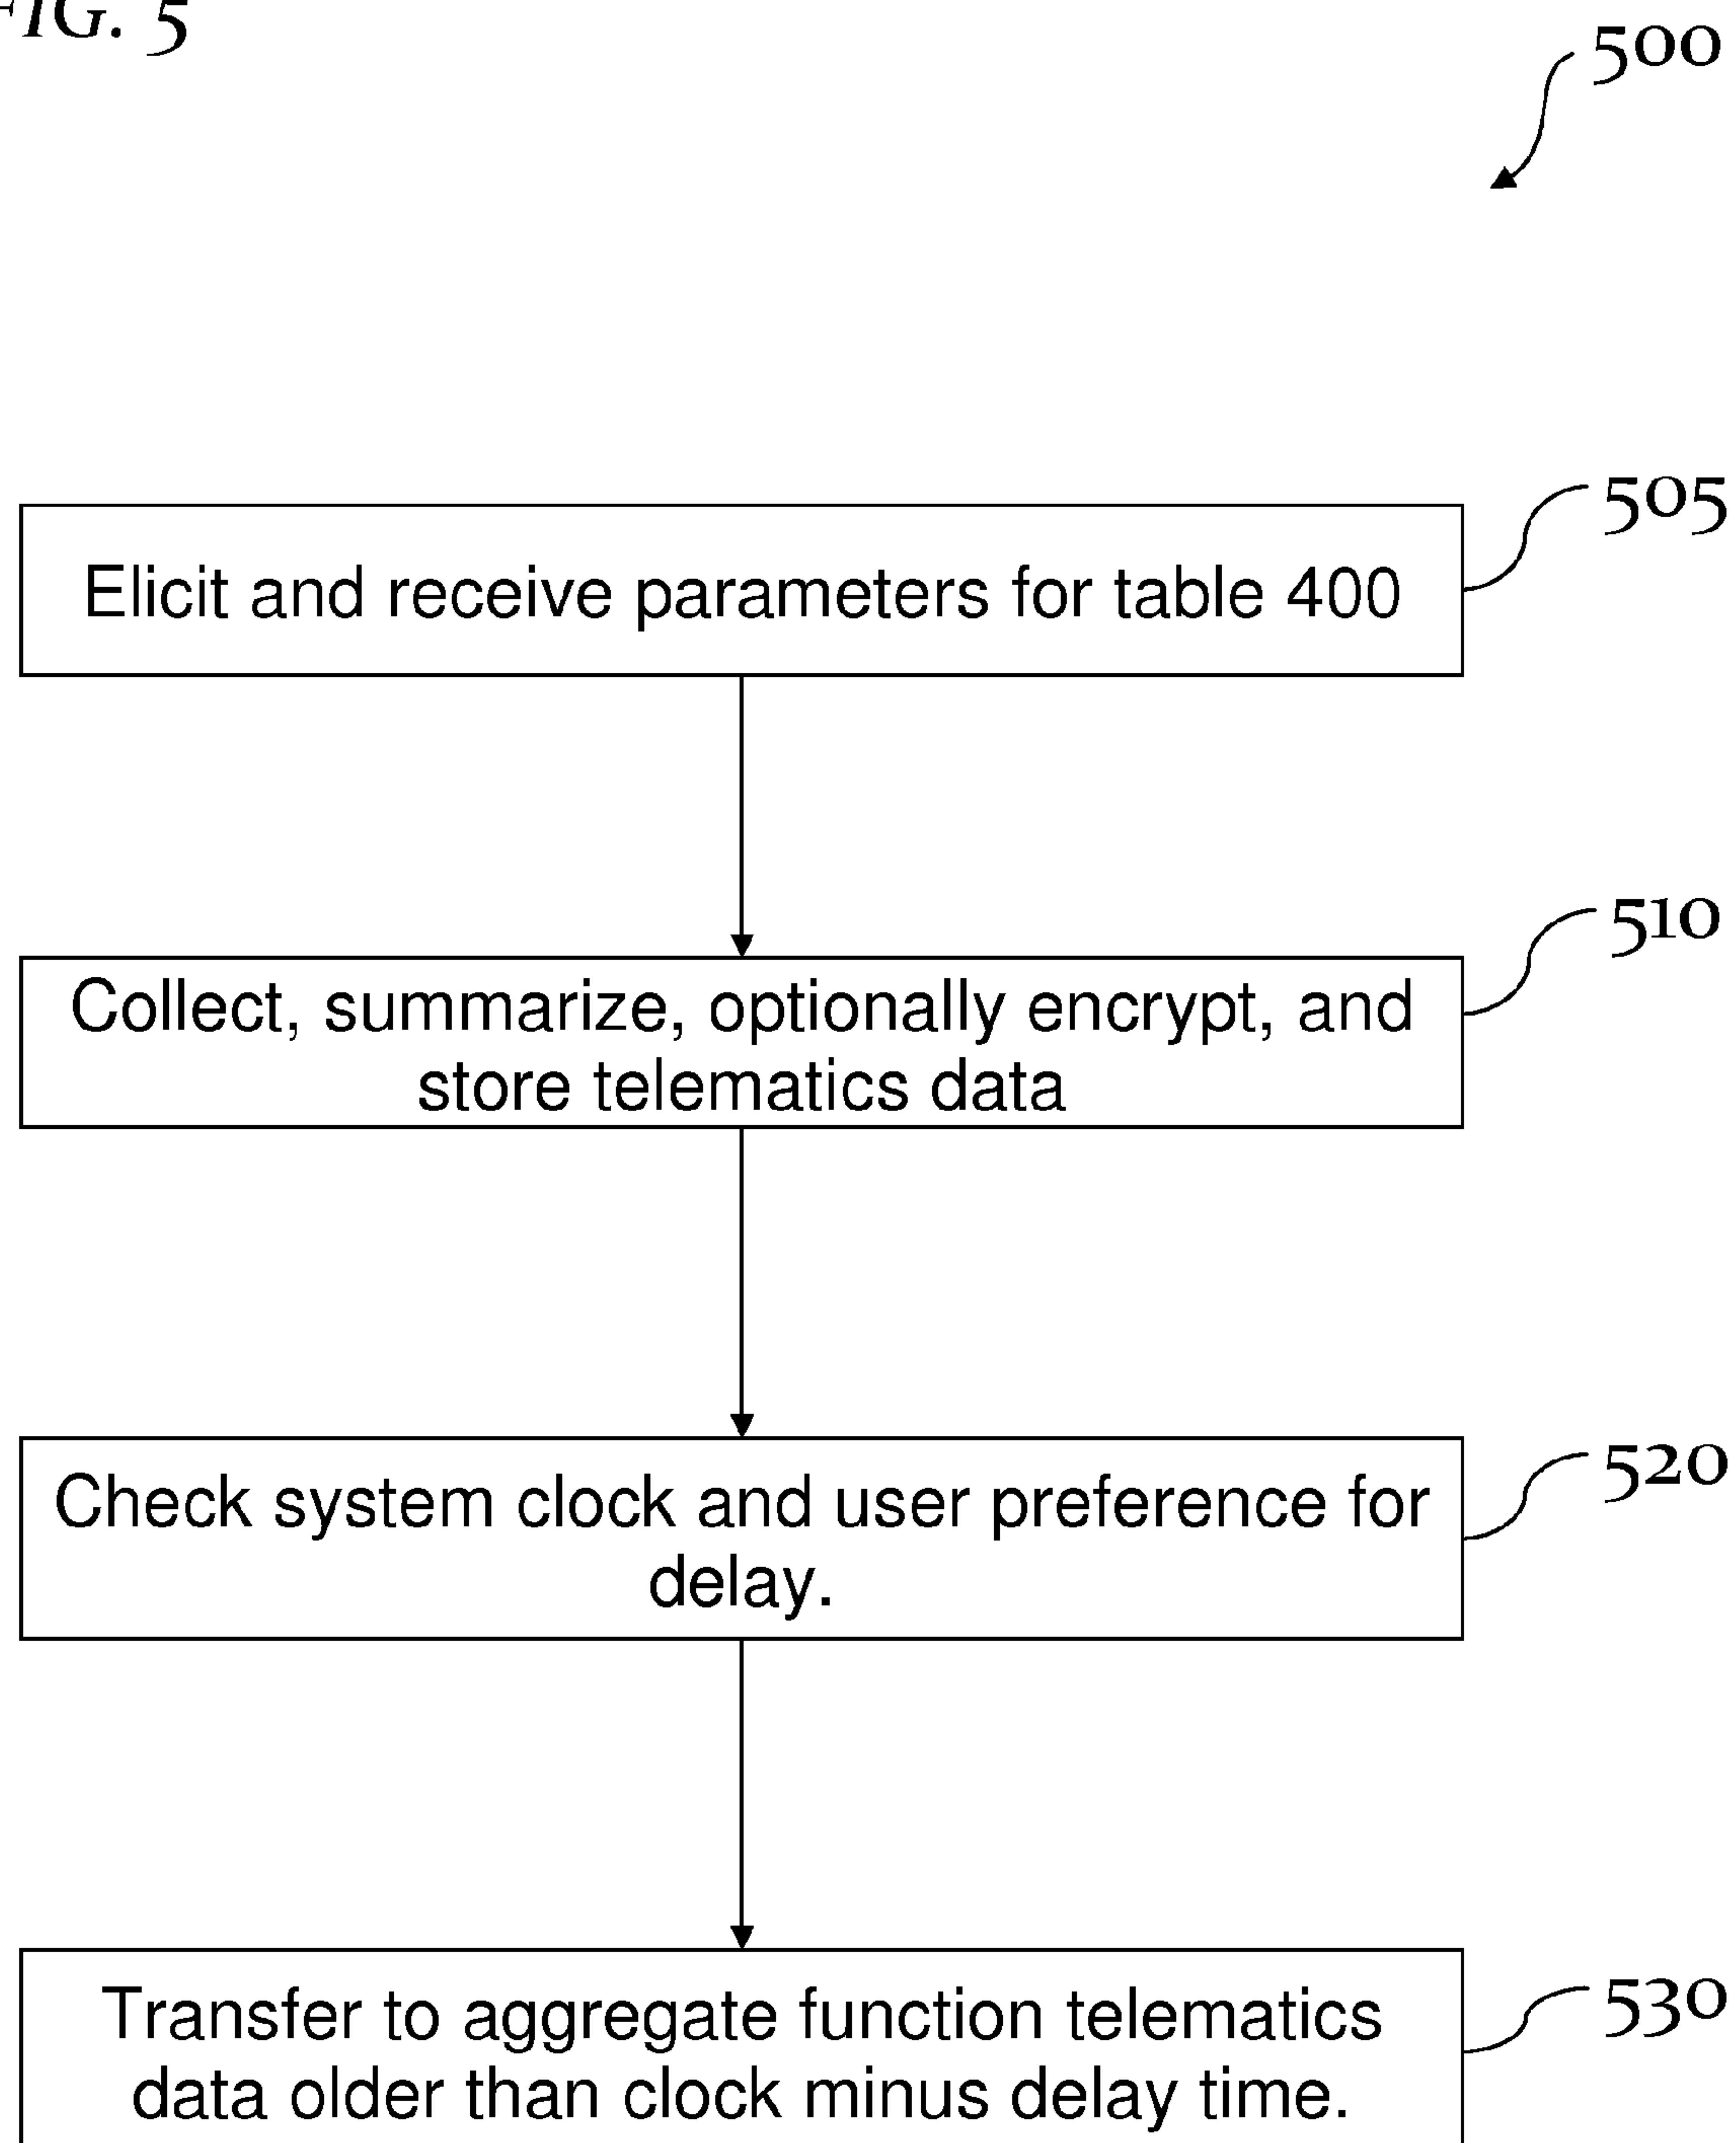 FIG. 5
500
505
Elicit and receive parameters for table 400
510
Collect, summarize, optionally encrypt, and
store telematics data
520
Check system clock and user preference for
delay.
530
Transfer to aggregate function telematics
data older than clock minus delay time.